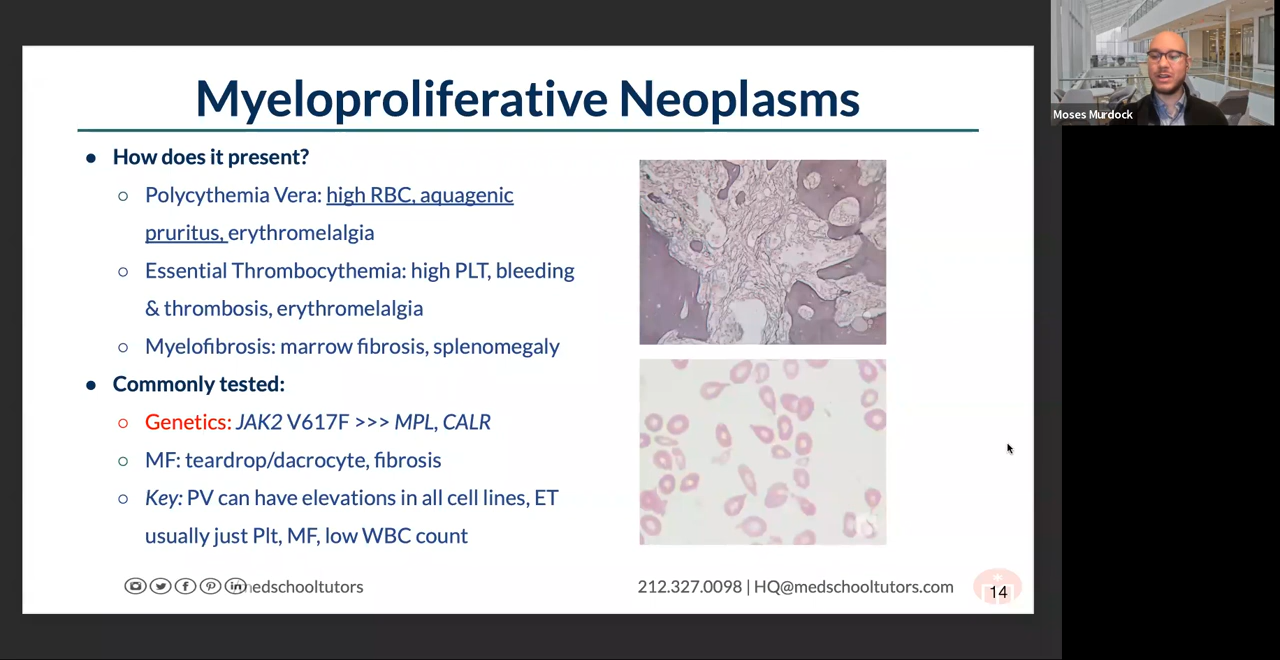 Myeloproliferative Neoplasms
● How does it present?
○ Polycythemia Vera: high RBC, aquagenic
pruritus, erythromelalgia
○ Essential Thrombocythemia: high PLT, bleeding
& thrombosis, erythromelalgia
○ Myelofibrosis: marrow fibrosis, splenomegaly
● Commonly tested:
○ Genetics: JAK2 V617F >>> MPL, CALR
○ MF: teardrop/dacrocyte, fibrosis
○ Key: PV can have elevations in all cell lines, ET
usually just Plt, MF, low WBC count
medschooltutors
212.327.0098 | HQ@medschooltutors.com
14
Moses Murdock